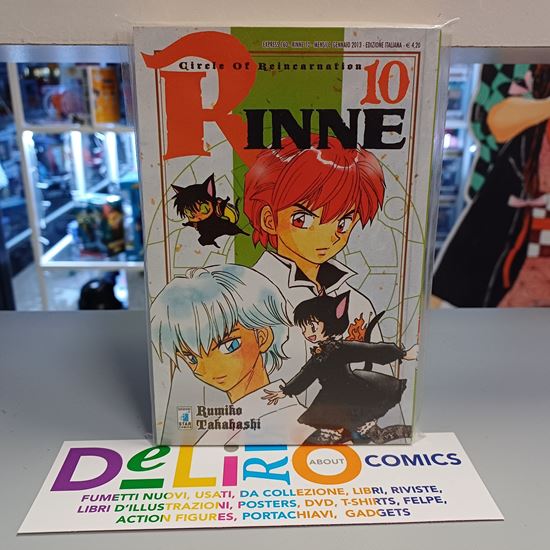 EXPRESS 182 - RINNE 10 - MENSILE GENNAIO 2013 - EDIZIONE ITALIANA - € 4,20
Circle Of Reincarnation
10
RINNE
Rumiko
Takahashi
STAR
COMICS
DELIRIO
ABOUT
COMICS
FUMETTI NUOVI, USATI, DA COLLEZIONE, LIBRI, RIVISTE,
LIBRI D'ILLUSTRAZIONI, POSTERS, DVD, T-SHIRTS, FELPE,
ACTION FIGURES, PORTACHIAVI, GADGETS